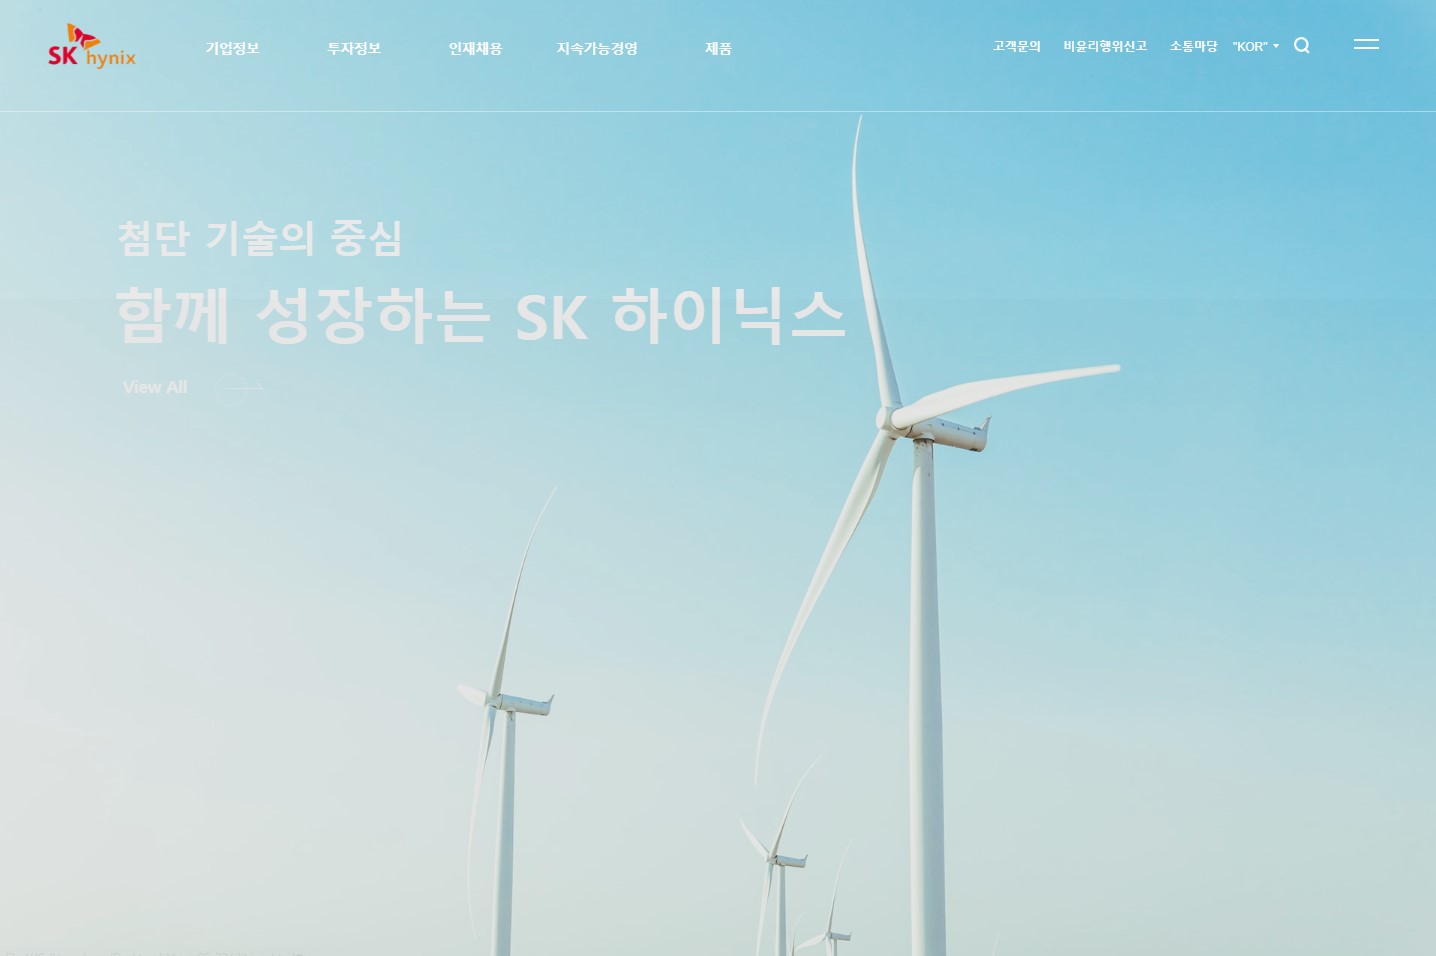 SK hynix
기업정보 투자정보 인재채용 지속가능경영 제품
고객문의 비윤리행위신고 소통마당 "KOR"
첨단 기술의 중심
함께 성장하는 SK 하이닉스
View All